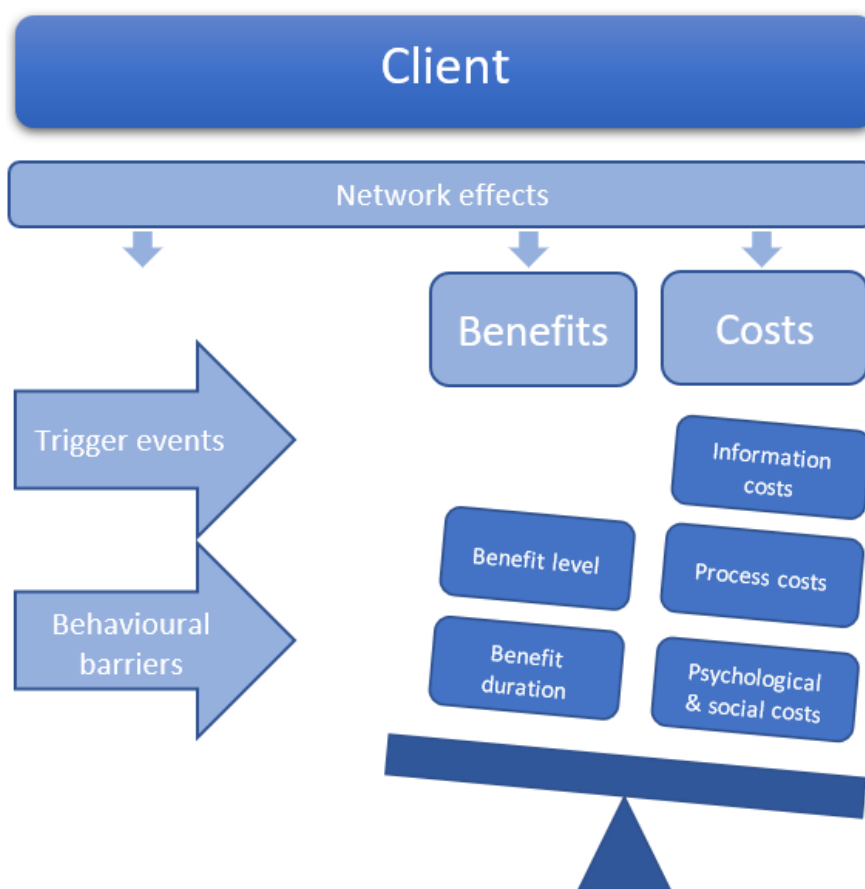 Client
Network effects
Benefits
Costs
Trigger events
Information
costs
Benefit level
Process costs
Behavioural
barriers
Benefit
duration
Psychological
& social costs